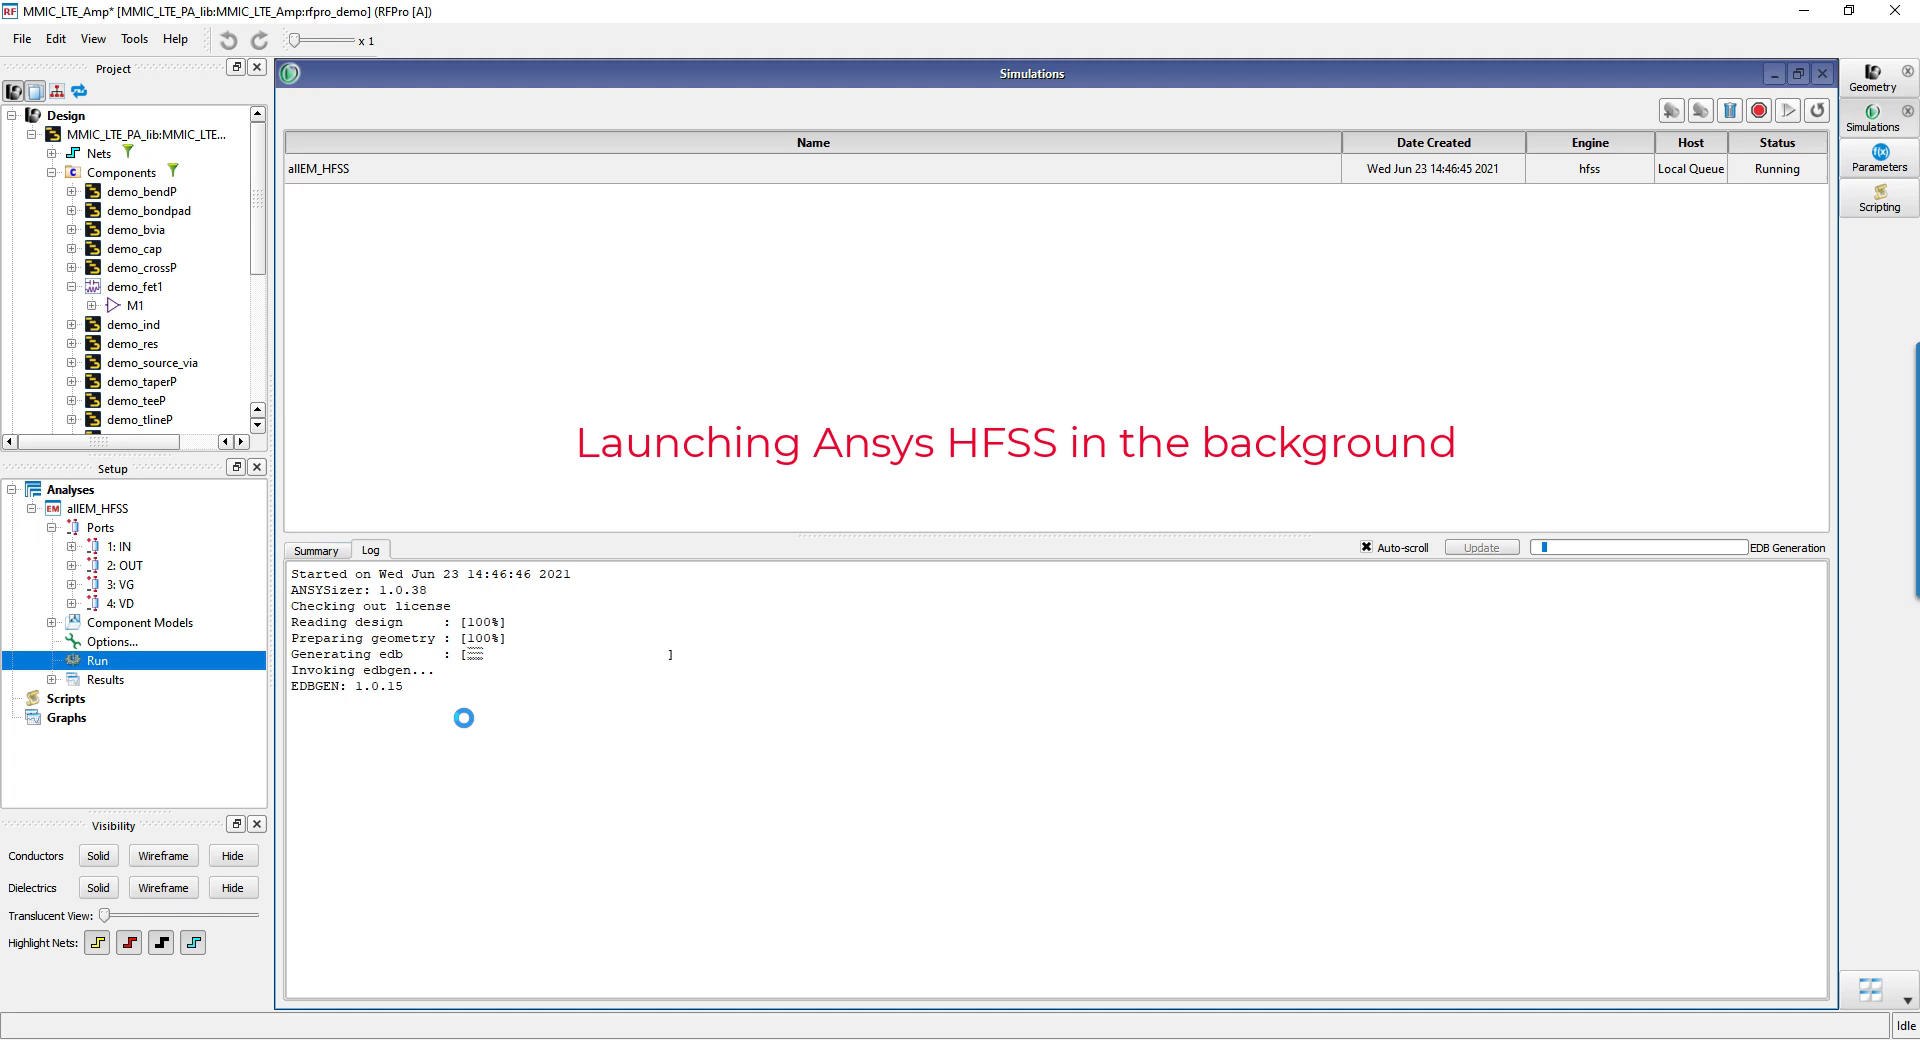 RF MMIC_LTE_Amp* [MMIC_LTE_PA_lib:MMIC_LTE_Amp:rfpro_demo] (RFPro [A])
File Edit View Tools Help x 1
Project
Design
MMIC_LTE_PA_lib:MMIC_LTE...
Nets
Components
demo_bendP
demo_bondpad
demo_bvia
demo_cap
demo_crossP
demo_fet1
M1
demo_ind
demo_res
demo_source_via
demo_taperP
demo_teeP
demo_tlineP
Setup
Analyses
EM allEM_HFSS
Ports
1: IN
2: OUT
3: VG
4: VD
Component Models
Options...
Run
Results
Scripts
Graphs
Visibility
Conductors Solid Wireframe Hide
Dielectrics Solid Wireframe Hide
Translucent View:
Highlight Nets:
Simulations
Name Date Created Engine Host Status
allEM_HFSS Wed Jun 23 14:46:45 2021 hfss Local Queue Running
Launching Ansys HFSS in the background
Summary Log Auto-scroll Update EDB Generation
Started on Wed Jun 23 14:46:46 2021
ANSYSizer: 1.0.38
Checking out license
Reading design : [100%]
Preparing geometry : [100%]
Generating edb : [ ]
Invoking edbgen...
EDBGEN: 1.0.15
Geometry
Simulations
f(x)
Parameters
Scripting
Idle